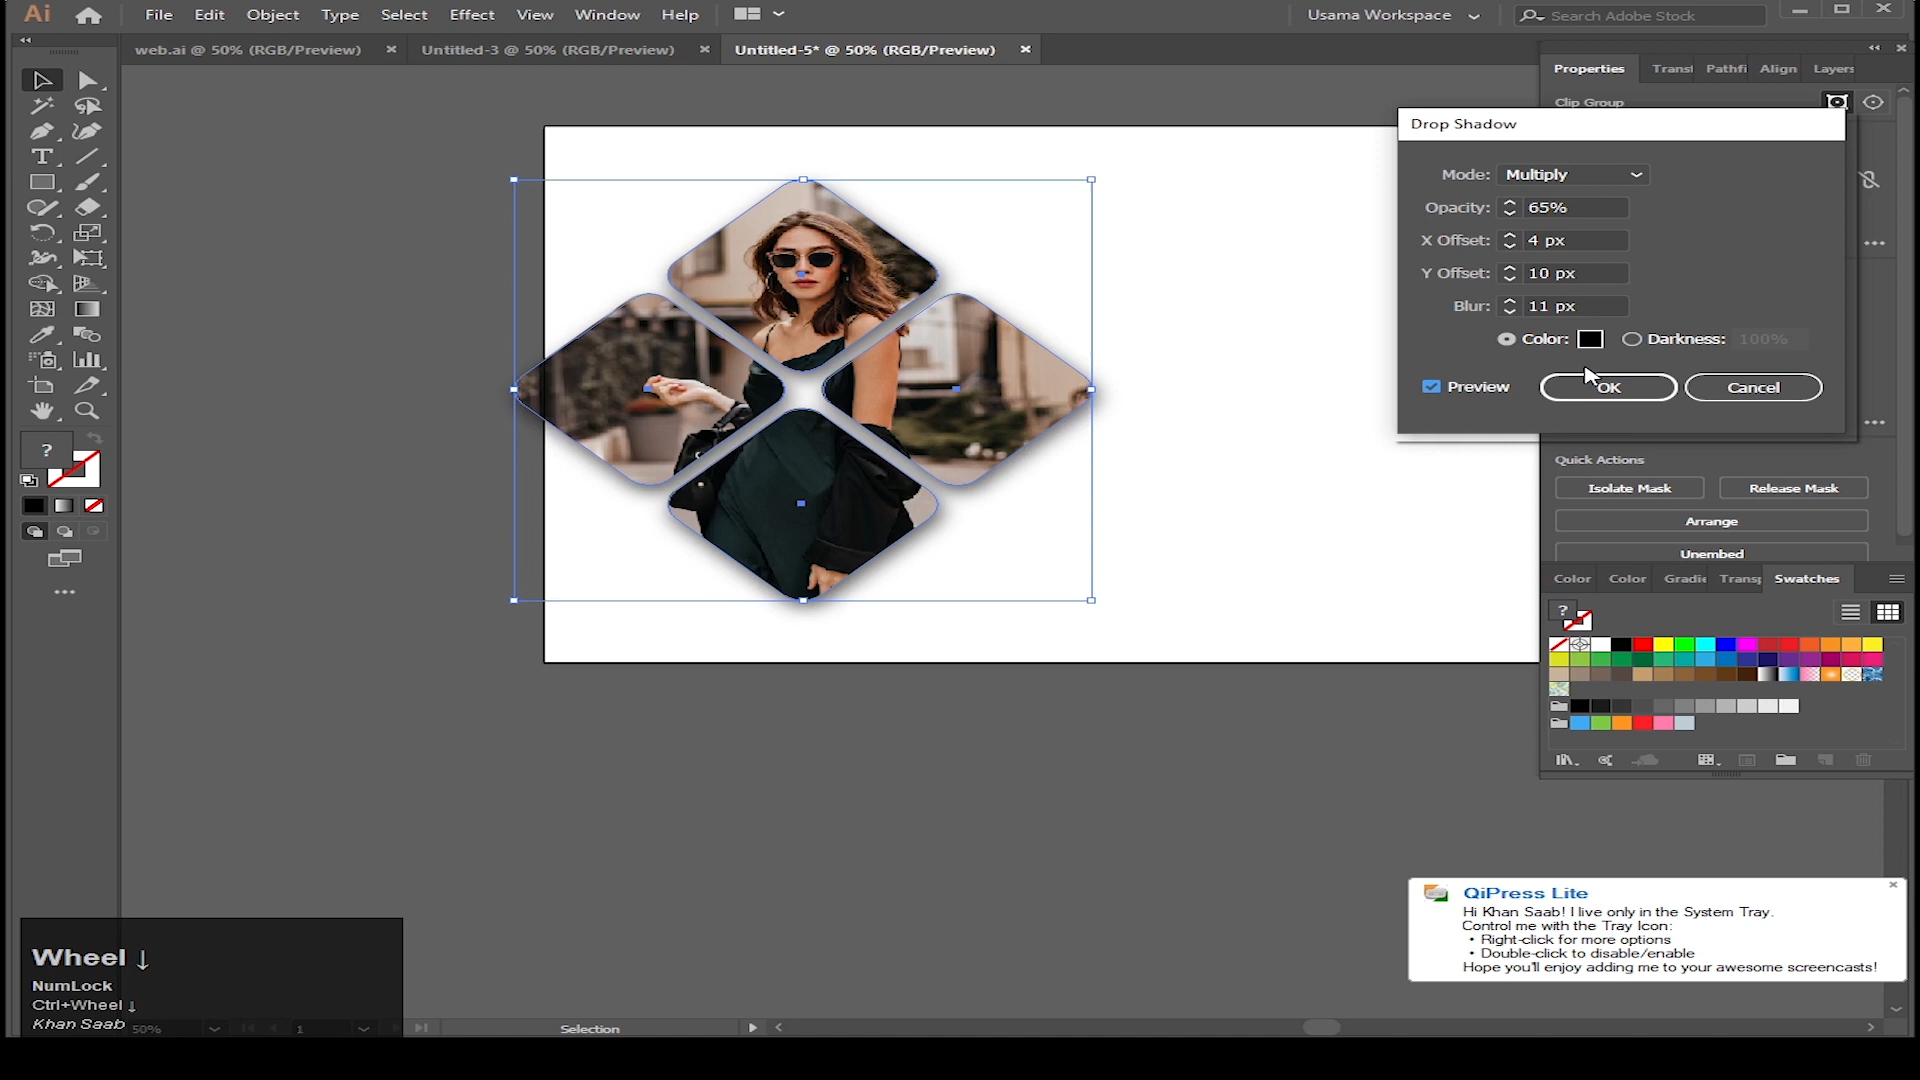 Ai File Edit Object Type Select Effect View Window Help Usama Workspace Search Adobe Stock
web.ai @ 50% (RGB/Preview) Untitled-3 @ 50% (RGB/Preview) Untitled-5* @ 50% (RGB/Preview)
Properties Transf Pathfi Align Layers
Clip Group
Drop Shadow
Mode: Multiply
Opacity: 65%
X Offset: 4 px
Y Offset: 10 px
Blur: 11 px
Color: Darkness: 100%
Preview OK Cancel
Quick Actions
Isolate Mask Release Mask
Arrange
Unembed
Color Color Gradie Transp Swatches
?
?
QiPress Lite
Hi Khan Saab! I live only in the System Tray.
Control me with the Tray Icon:
• Right-click for more options
• Double-click to disable/enable
Hope you'll enjoy adding me to your awesome screencasts!
Wheel ↓
NumLock
Ctrl+Wheel ↓
Khan Saab 50% 1 Selection